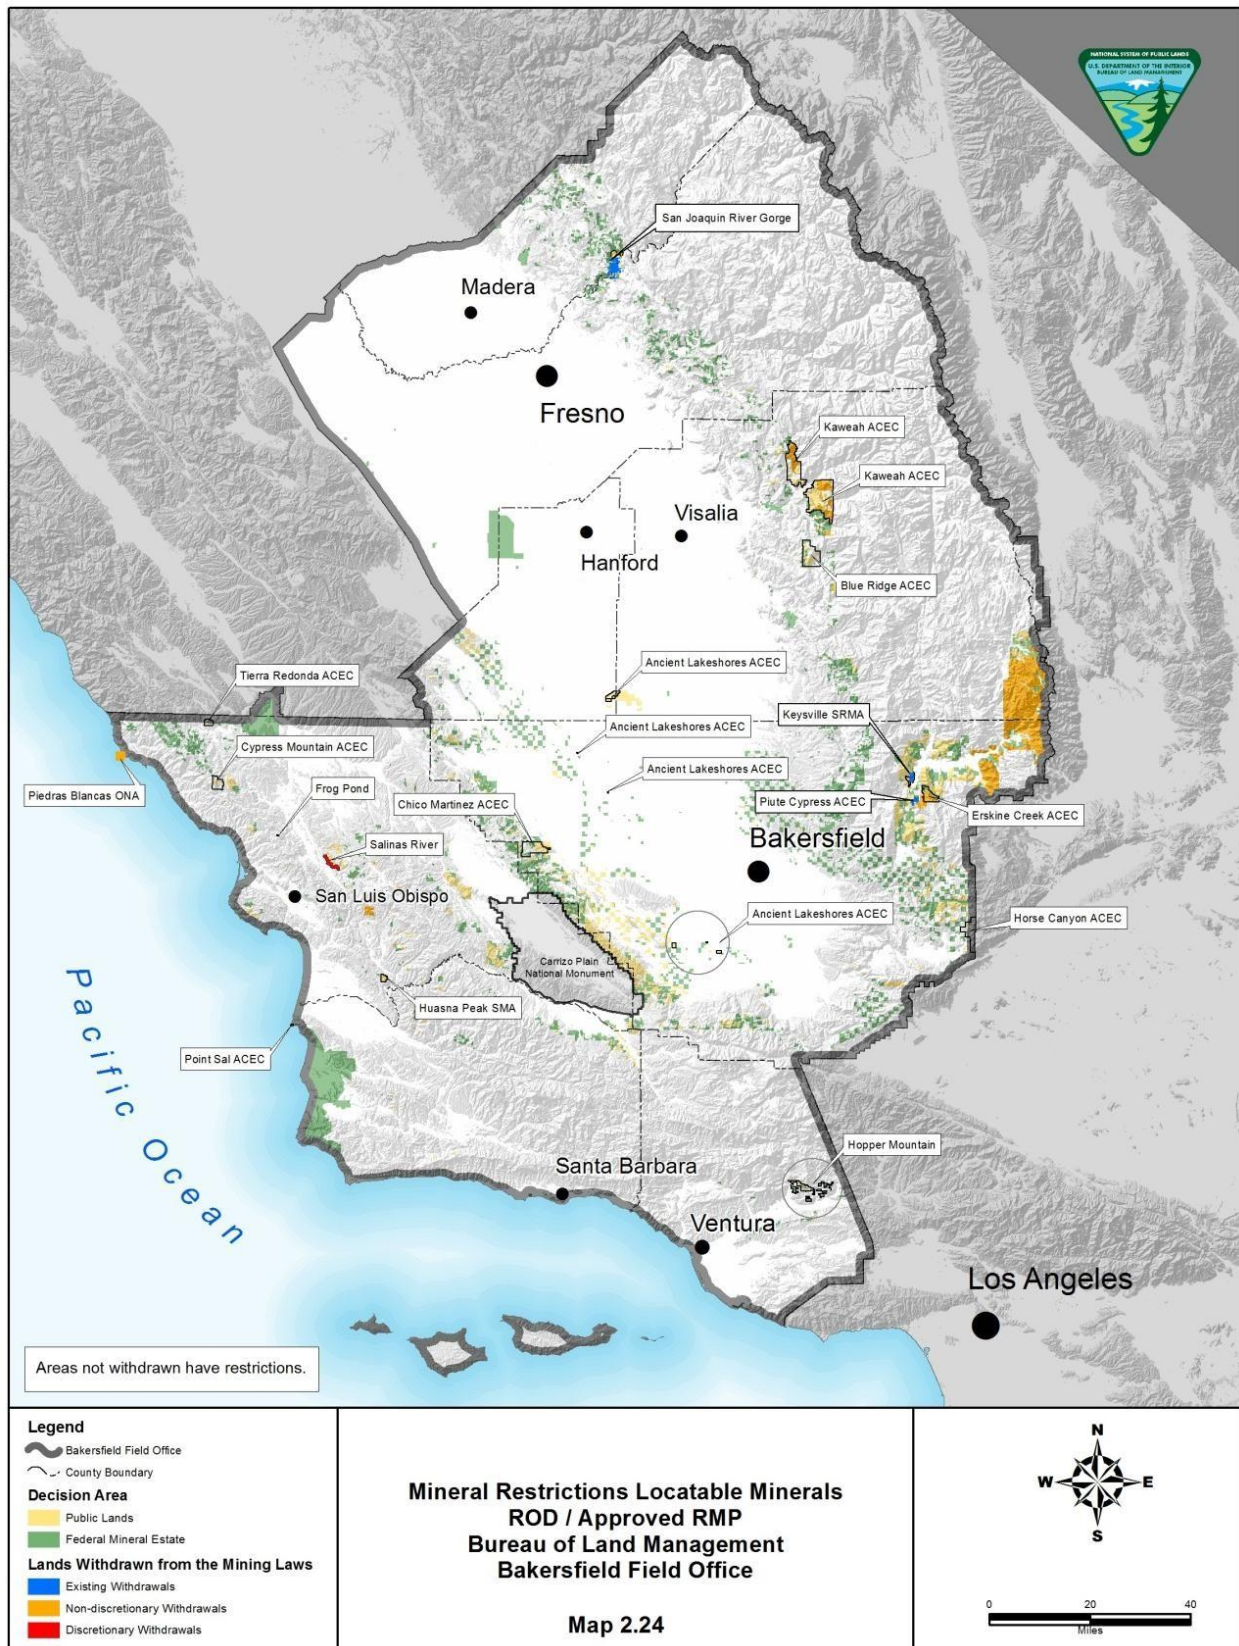 NATIONAL SYSTEM OF PUBLIC LANDS
U.S. DEPARTMENT OF THE INTERIOR
BUREAU OF LAND MANAGEMENT
San Joaquin River Gorge
Madera
Fresno
Kaweah ACEC
Kaweah ACEC
Visalia
Hanford
Blue Ridge ACEC
Ancient Lakeshores ACEC
Tierra Redonda ACEC
Keysville SRMA
Ancient Lakeshores ACEC
Cypress Mountain ACEC
Ancient Lakeshores ACEC
Piedras Blancas ONA
Frog Pond
Chico Martinez ACEC
Piute Cypress ACEC
Erskine Creek ACEC
Bakersfield
Salinas River
San Luis Obispo
Ancient Lakeshores ACEC
Horse Canyon ACEC
Carrizo Plain
National Monument
Huasna Peak SMA
Point Sal ACEC
Pacific Ocean
Hopper Mountain
Santa Barbara
Ventura
Los Angeles
Areas not withdrawn have restrictions.
Legend
Bakersfield Field Office
County Boundary
Decision Area
Public Lands
Federal Mineral Estate
Lands Withdrawn from the Mining Laws
Existing Withdrawals
Non-discretionary Withdrawals
Discretionary Withdrawals
Mineral Restrictions Locatable Minerals
ROD / Approved RMP
Bureau of Land Management
Bakersfield Field Office
Map 2.24
N
W E
S
0 20 40
Miles